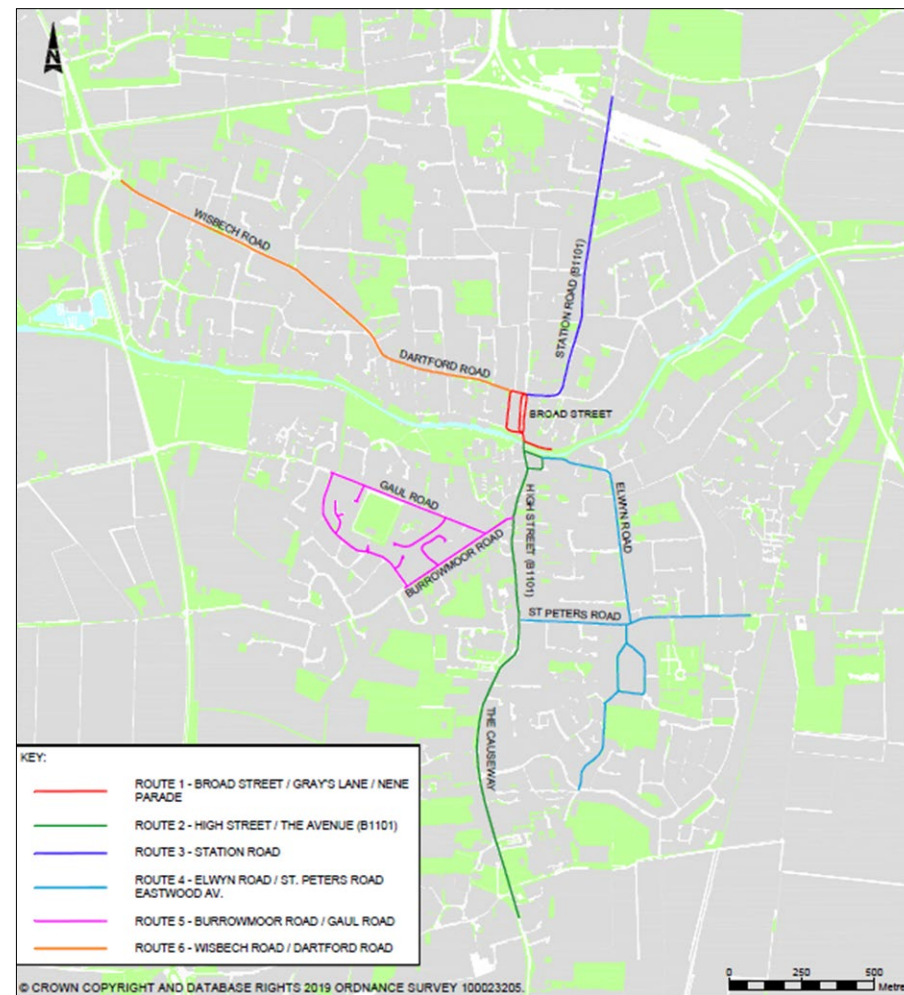 N
WISBECH ROAD
STATION ROAD (B1101)
DARTFORD ROAD
BROAD STREET
GAUL ROAD
HIGH STREET (B1101)
ELWYN ROAD
BURROWMOOR ROAD
ST PETERS ROAD
THE CAUSEWAY
KEY:
ROUTE 1 - BROAD STREET / GRAY'S LANE / NENE
PARADE
ROUTE 2 - HIGH STREET / THE AVENUE (B1101)
ROUTE 3 - STATION ROAD
ROUTE 4 - ELWYN ROAD / ST. PETERS ROAD
EASTWOOD AV.
ROUTE 5 - BURROWMOOR ROAD / GAUL ROAD
ROUTE 6 - WISBECH ROAD / DARTFORD ROAD
0 250 500
Metre
© CROWN COPYRIGHT AND DATABASE RIGHTS 2019 ORDNANCE SURVEY 100023205.